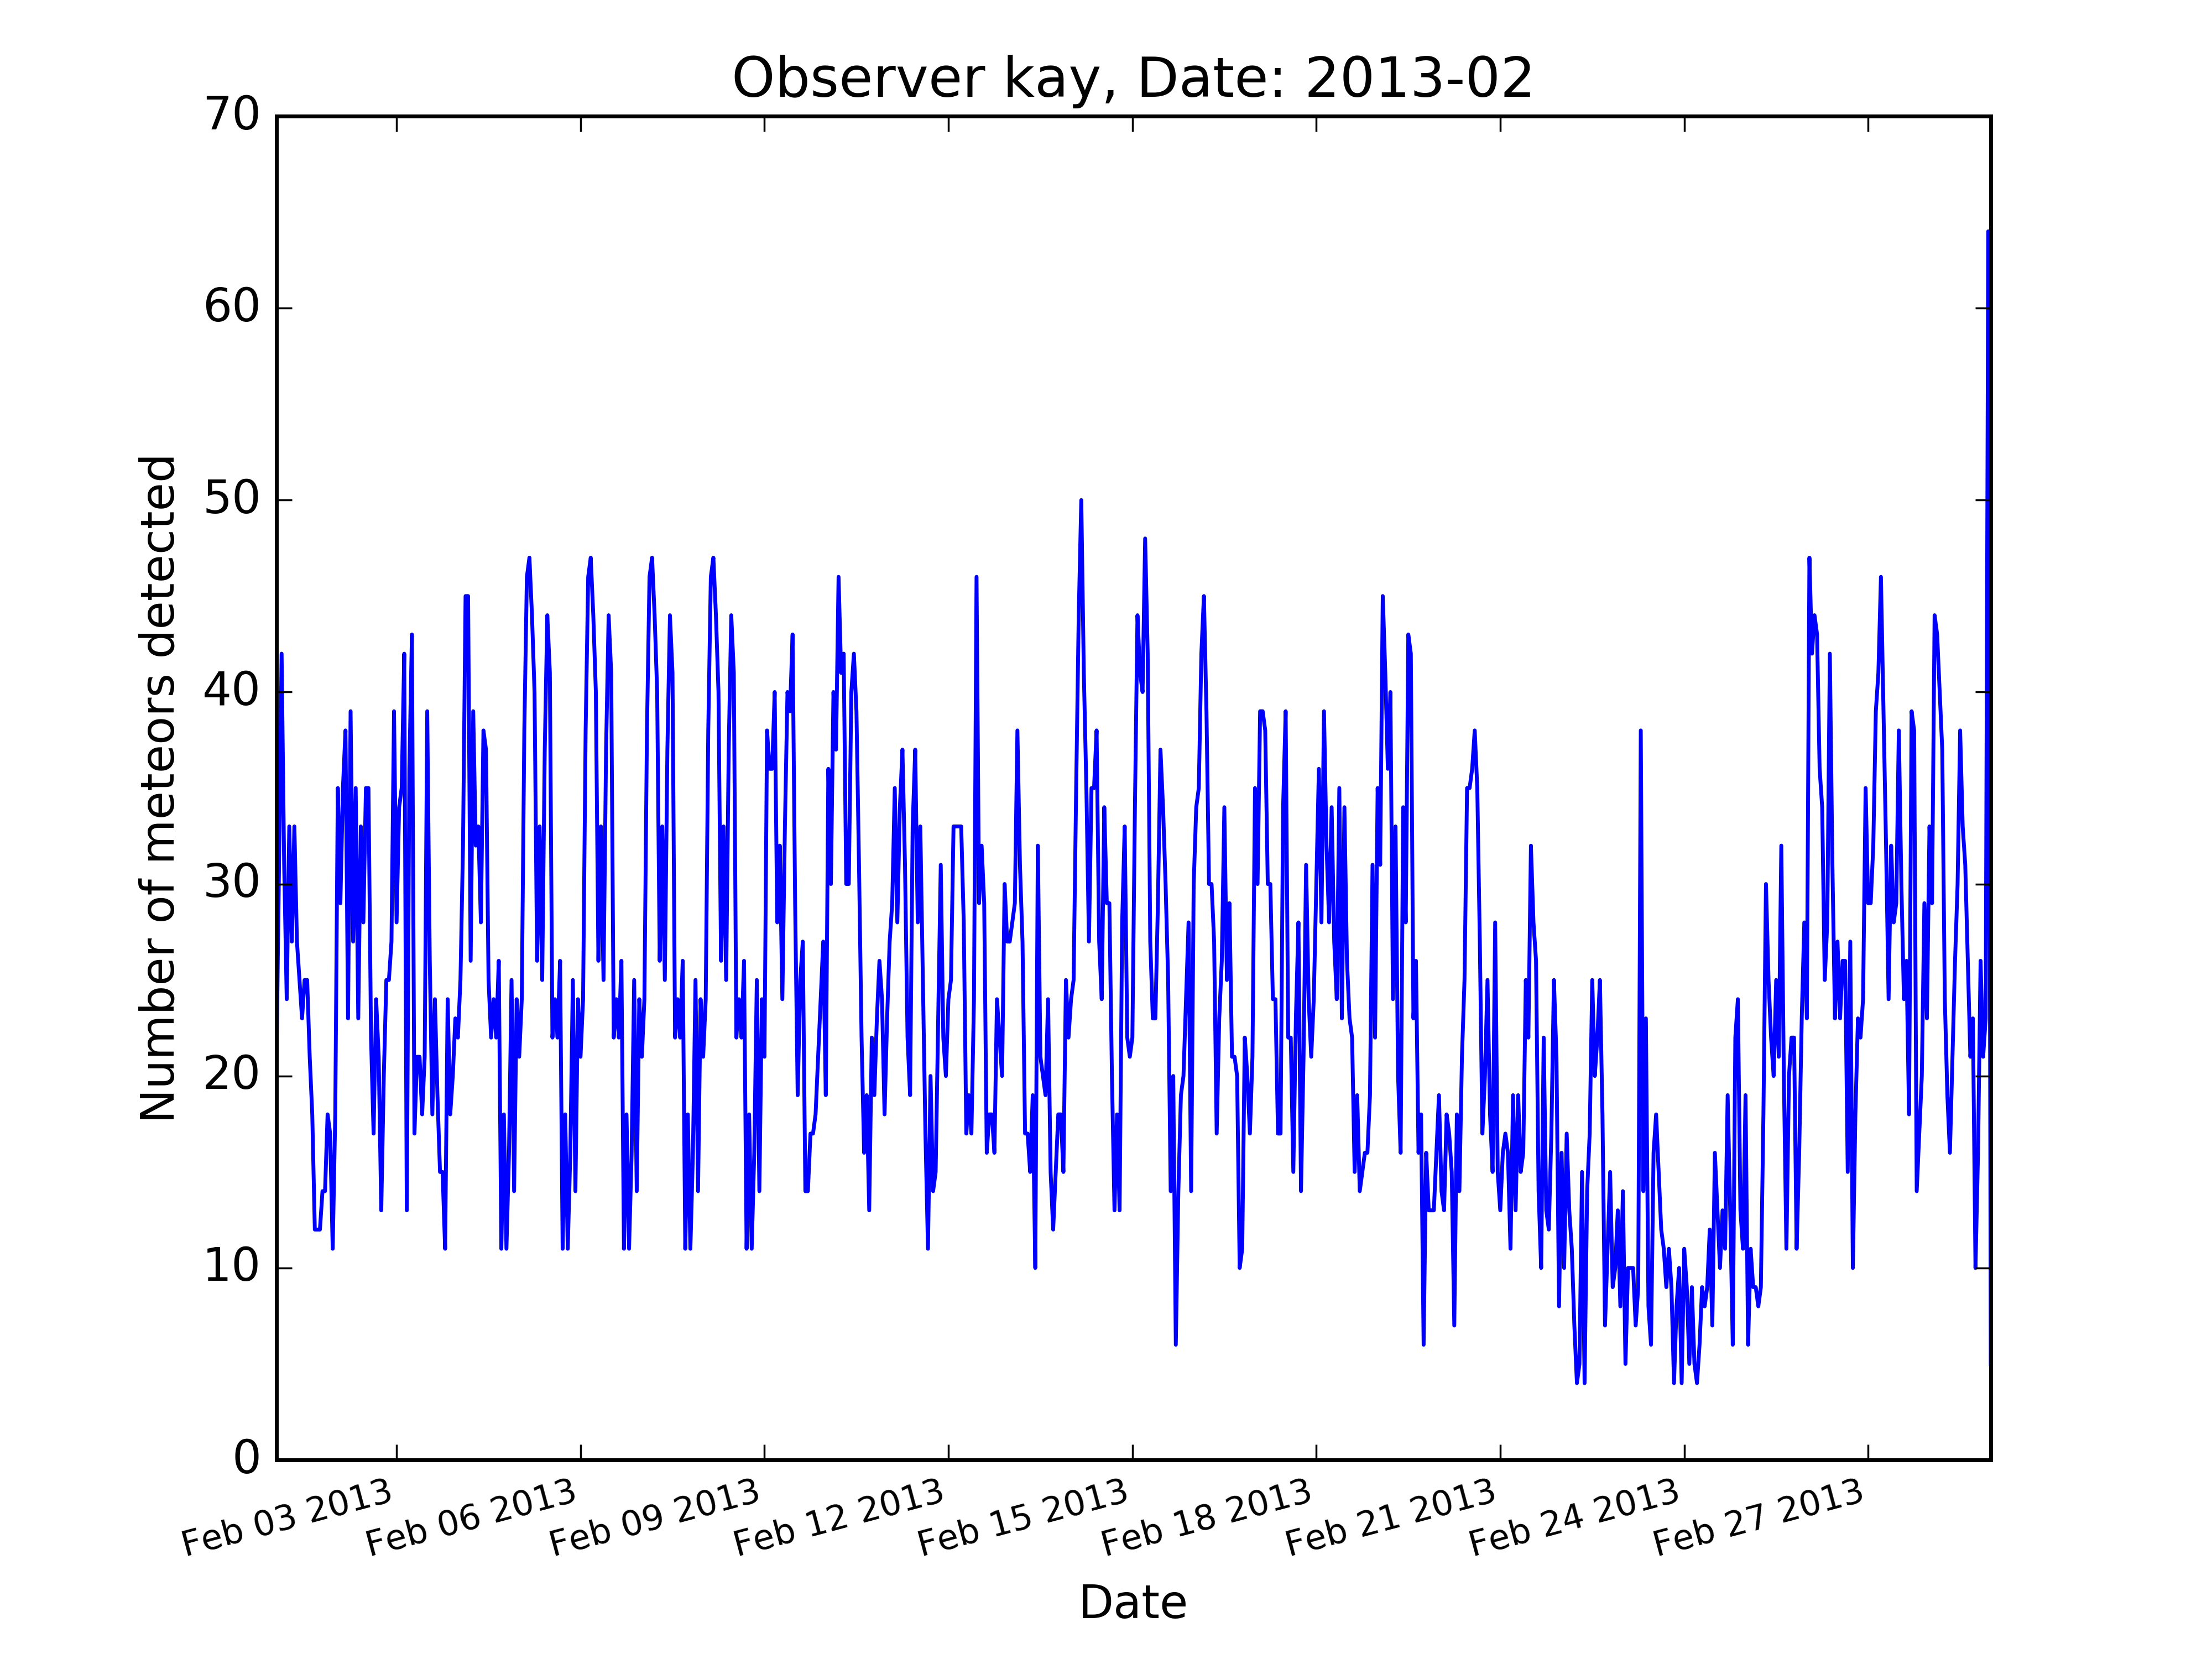 Observer kay, Date: 2013-02
70
60
50
40
30
20
10
0
Number of meteors detected
Feb 03 2013
Feb 06 2013
Feb 09 2013
Feb 12 2013
Feb 15 2013
Feb 18 2013
Feb 21 2013
Feb 24 2013
Feb 27 2013
Date